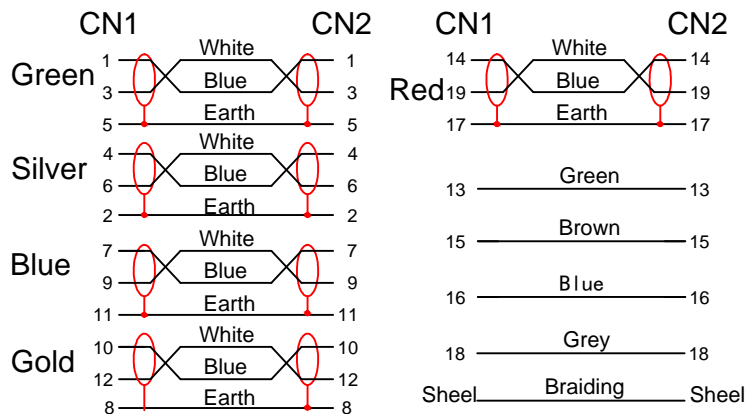 CN1 CN2
Green
1 White 1
3 Blue 3
5 Earth 5
Silver
4 White 4
6 Blue 6
2 Earth 2
Blue
7 White 7
9 Blue 9
11 Earth 11
Gold
10 White 10
12 Blue 12
8 Earth 8
CN1 CN2
Red
14 White 14
19 Blue 19
17 Earth 17
13 Green 13
15 Brown 15
16 Blue 16
18 Grey 18
Sheel Braiding Sheel